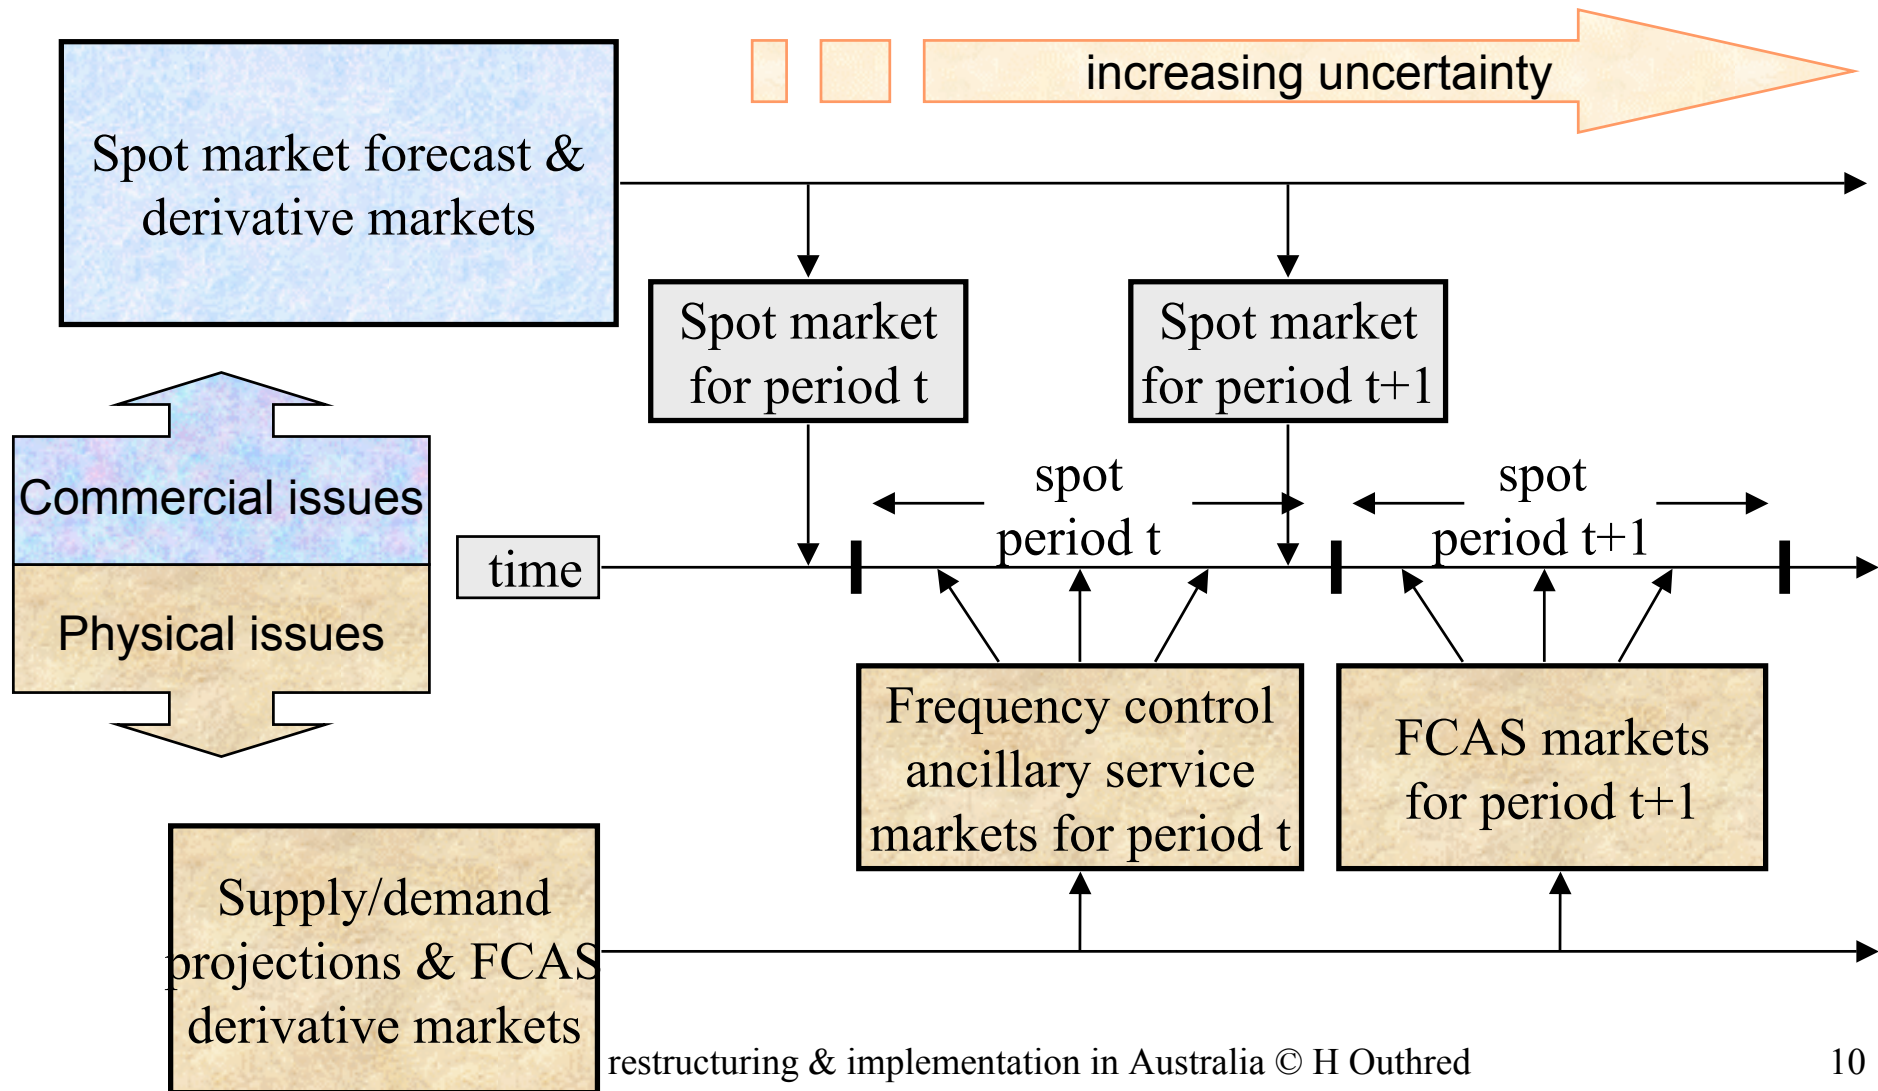 increasing uncertainty
Spot market forecast &
derivative markets
Spot market
for period t
Spot market
for period t+1
Commercial issues
Physical issues
time
spot
period t
spot
period t+1
Frequency control
ancillary service
markets for period t
FCAS markets
for period t+1
Supply/demand
projections & FCAS
derivative markets
restructuring & implementation in Australia © H Outhred
10